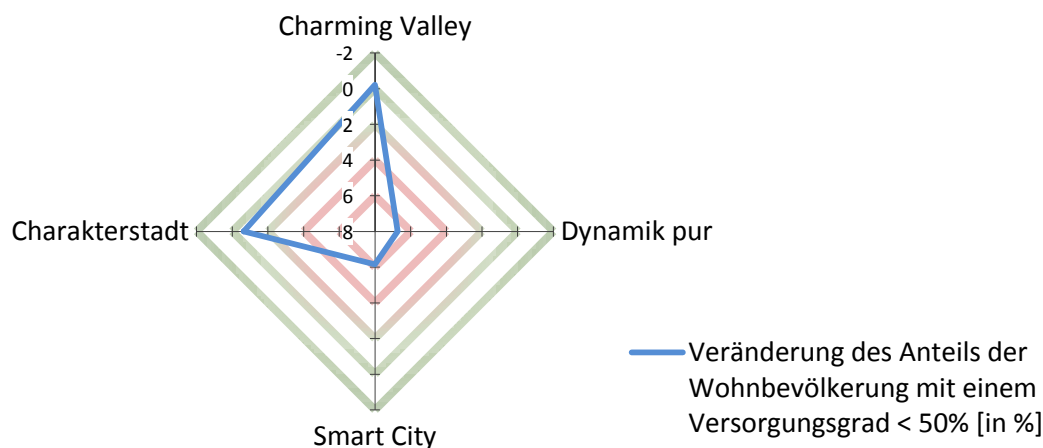 Charming Valley
-2
0
2
4
6
8
Charakterstadt
Dynamik pur
Smart City
Veränderung des Anteils der
Wohnbevölkerung mit einem
Versorgungsgrad < 50% [in %]